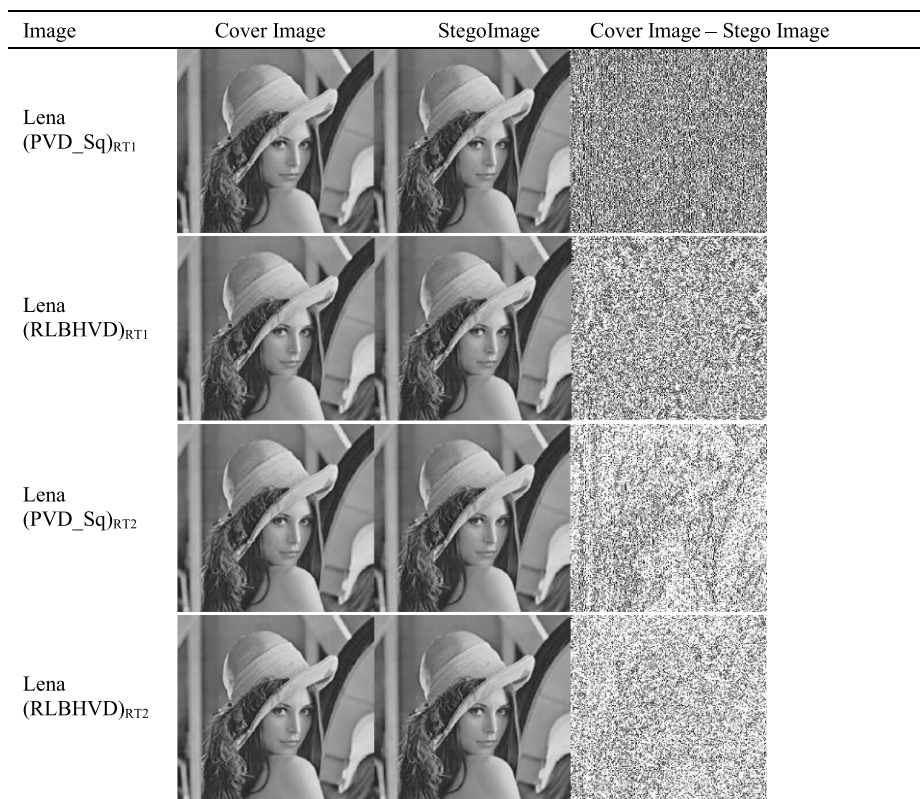 Image Cover Image StegoImage Cover Image – Stego Image
Lena
(PVD_Sq)RT1
Lena
(RLBHVD)RT1
Lena
(PVD_Sq)RT2
Lena
(RLBHVD)RT2